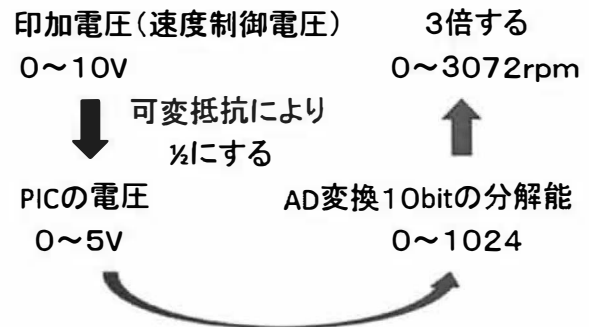 印加電圧(速度制御電圧)
0〜10V
可変抵抗により
½にする
PICの電圧
0〜5V
AD変換10bitの分解能
0〜1024
3倍する
0〜3072rpm